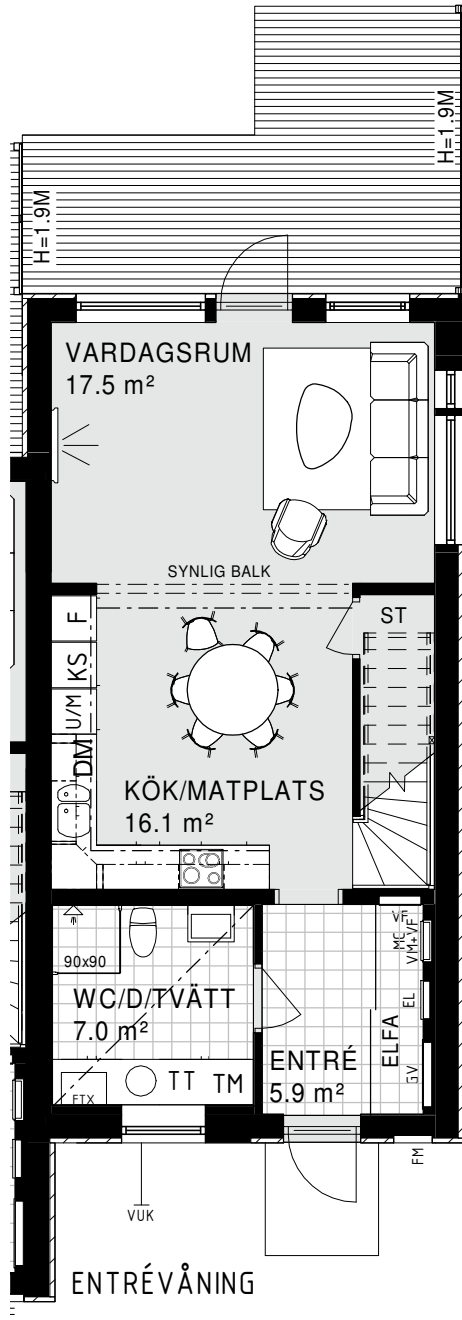 H=1.9M
H=1.9M
VARDAGSRUM
17.5 m²
SYNLIG BALK
F
KS
U/M
DM
ST
KÖK/MATPLATS
16.1 m²
90x90
WC/D/TVÄTT
7.0 m²
FTX
TT
TM
ENTRÉ
5.9 m²
ELFA
VF
MC
VM+VF
EL
GV
FM
VUK
ENTRÉVÅNING